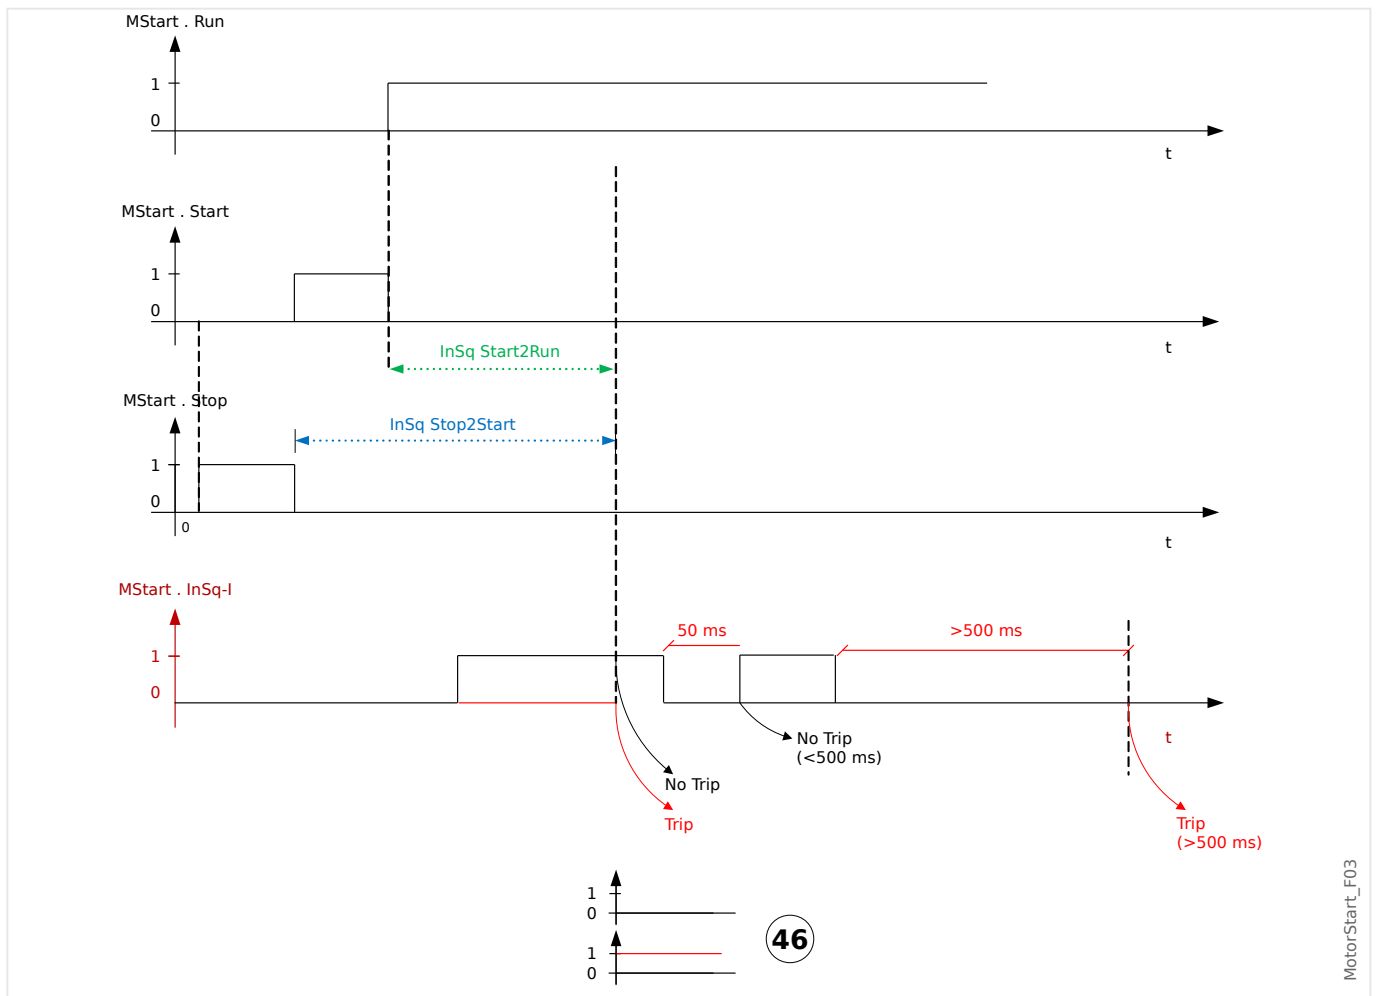 MStart . Run
1
0
t
MStart . Start
1
0
t
InSq Start2Run
MStart . Stop
InSq Stop2Start
1
0
0
t
MStart . InSq-I
50 ms
>500 ms
1
0
t
No Trip
(<500 ms)
No Trip
Trip
Trip
(>500 ms)
1
0
46
1
0
MotorStart_F03